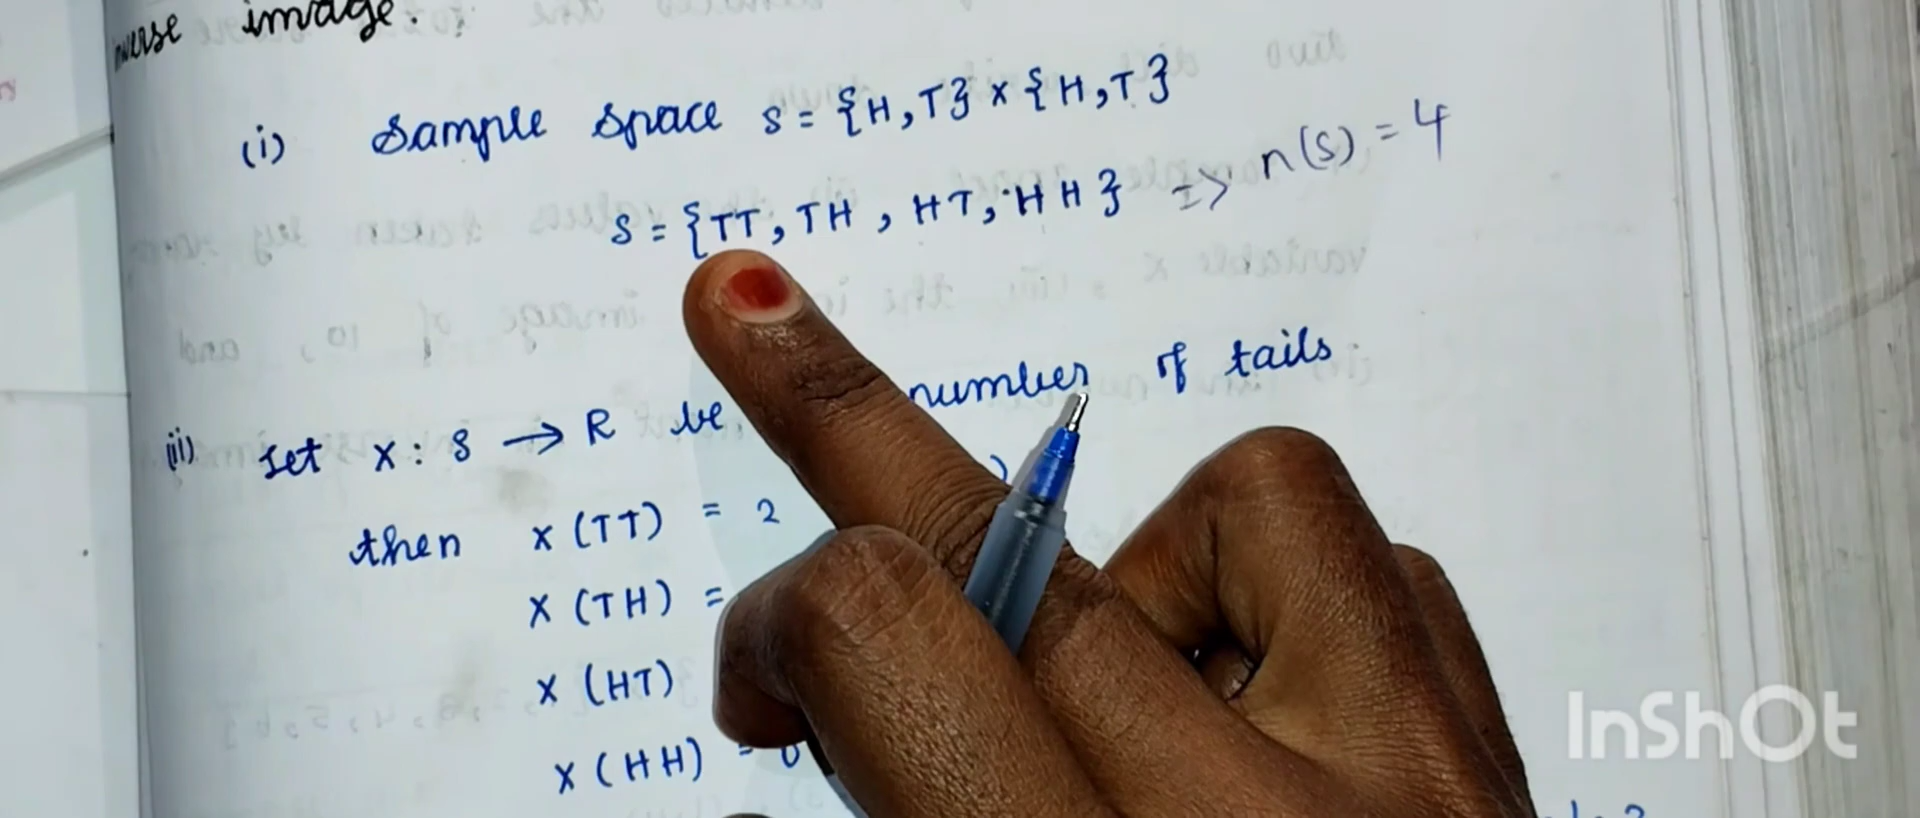 inverse image.
(i) Sample Space S = {H, T} × {H, T}
S = {TT, TH, HT, HH} => n(S) = 4
(ii) Let X : S → R be number of tails
then X (TT) = 2
X (TH) =
X (HT)
X (HH) = 0
InShOt